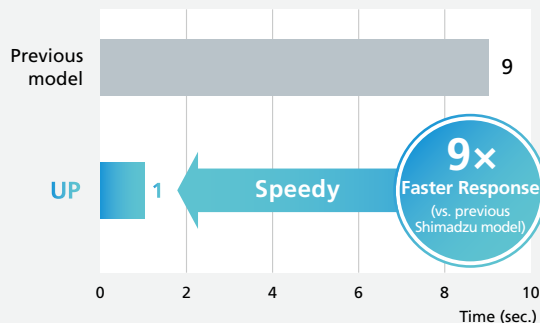 Previous
model
9
UP
1
Speedy
9×
Faster Response
(vs. previous
Shimadzu model)
0 2 4 6 8 10
Time (sec.)